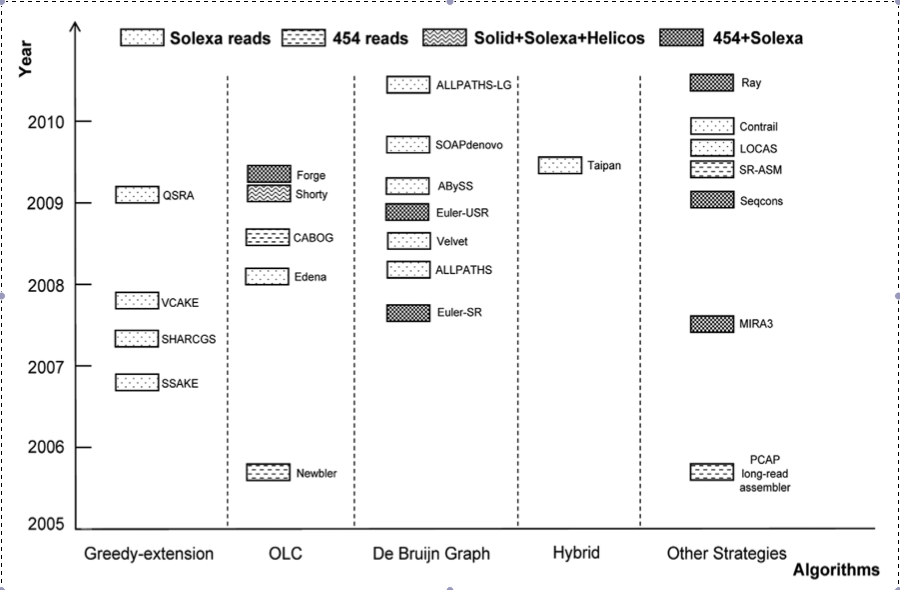 Year
Solexa reads
454 reads
Solid+Solexa+Helicos
454+Solexa
2010
2009
2008
2007
2006
2005
QSRA
VCAKE
SHARCGS
SSAKE
Forge
Shorty
CABOG
Edena
Newbler
ALLPATHS-LG
SOAPdenovo
ABySS
Euler-USR
Velvet
ALLPATHS
Euler-SR
Taipan
Ray
Contrail
LOCAS
SR-ASM
Seqcons
MIRA3
PCAP
long-read
assembler
Greedy-extension
OLC
De Bruijn Graph
Hybrid
Other Strategies
Algorithms